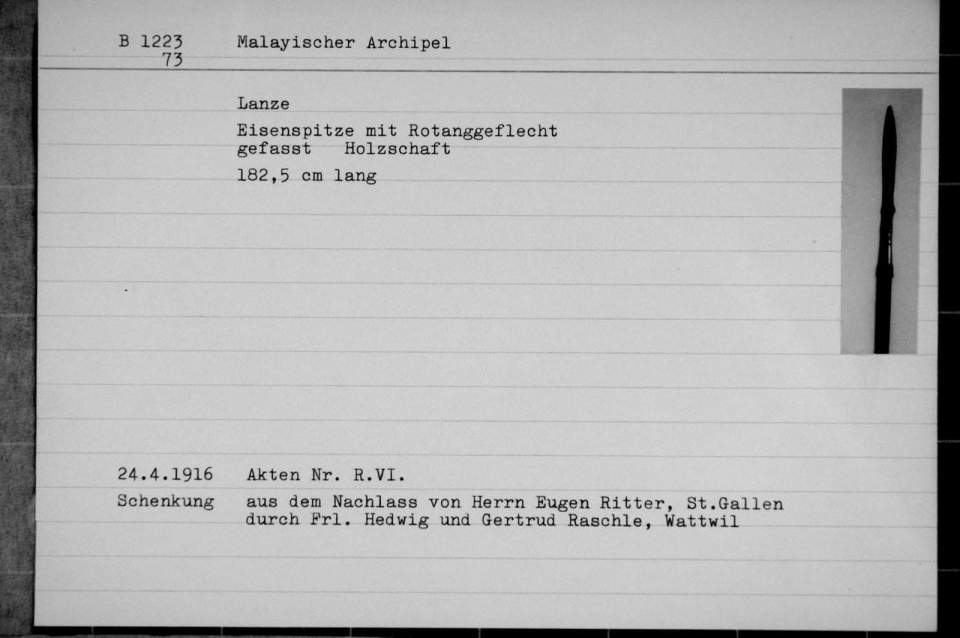 B 1223 Malayischer Archipel
73
Lanze
Eisenspitze mit Rotanggeflecht
gefasst Holzschaft
182,5 cm lang
24.4.1916 Akten Nr. R.VI.
Schenkung aus dem Nachlass von Herrn Eugen Ritter, St.Gallen
durch Frl. Hedwig und Gertrud Raschle, Wattwil